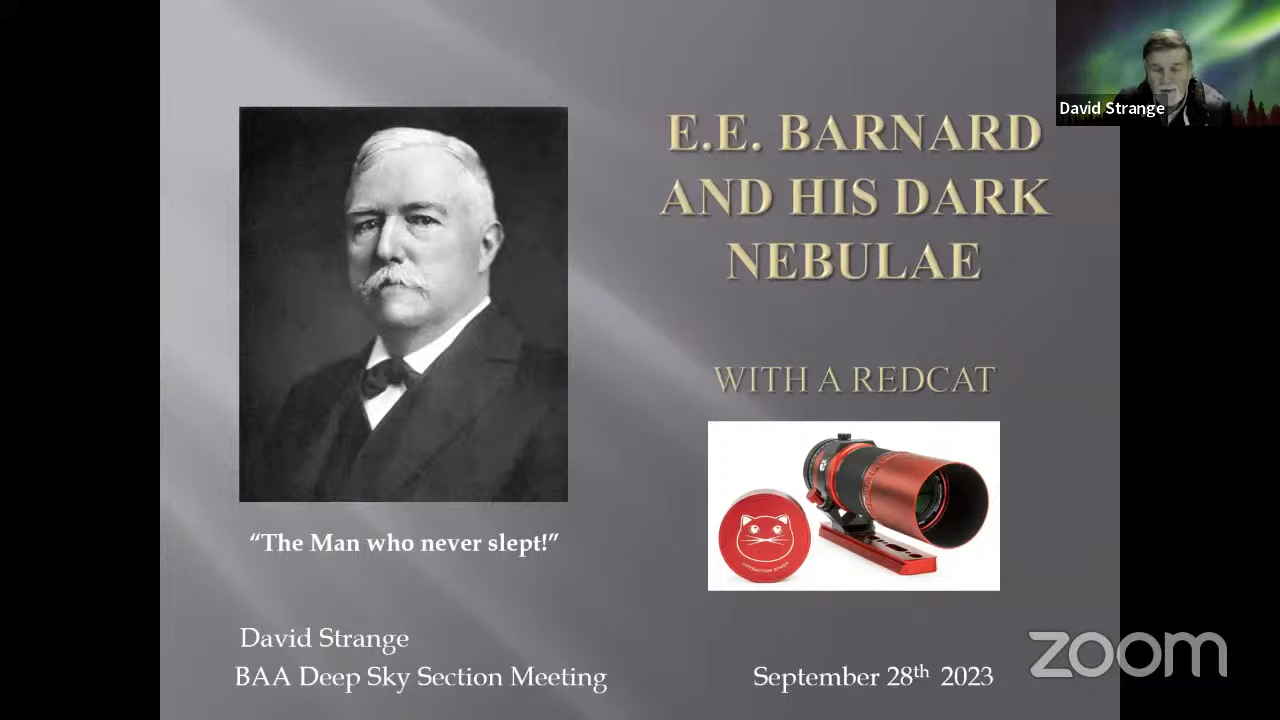 David Strange
E.E. BARNARD
AND HIS DARK
NEBULAE
WITH A REDCAT
“The Man who never slept!”
David Strange
BAA Deep Sky Section Meeting
September 28th 2023
zoom